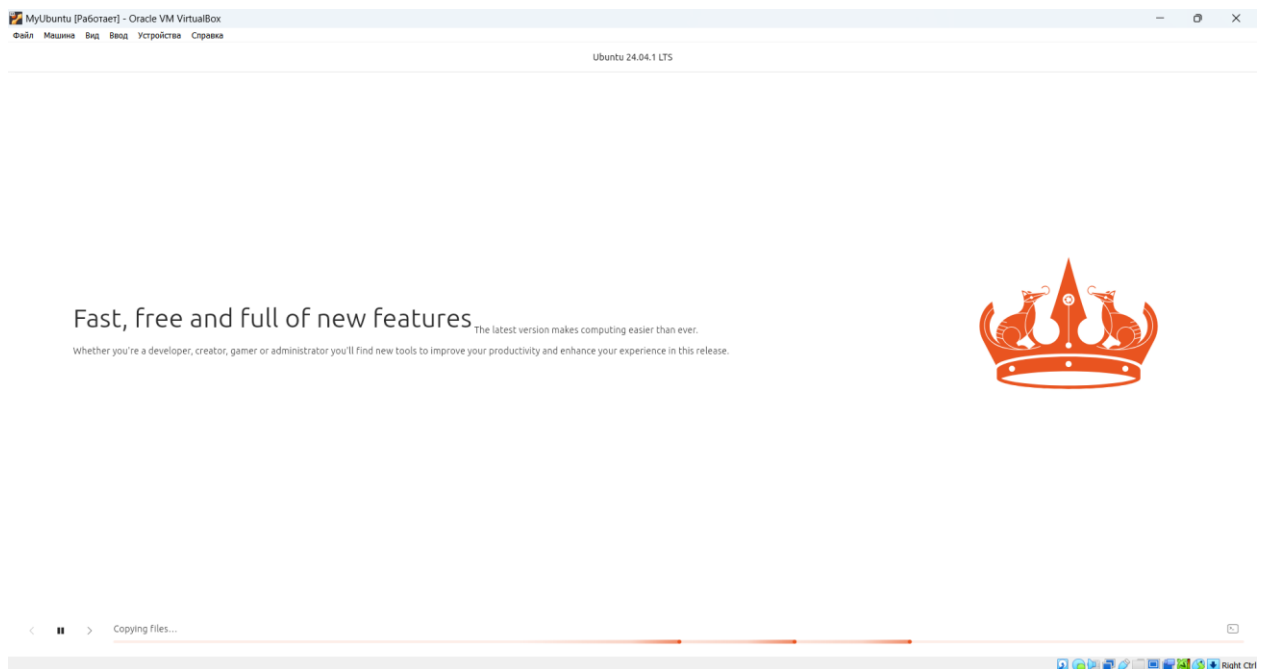 MyUbuntu [Работает] - Oracle VM VirtualBox
Файл Машина Вид Ввод Устройства Справка
Ubuntu 24.04.1 LTS
Fast, free and full of new features The latest version makes computing easier than ever.
Whether you're a developer, creator, gamer or administrator you'll find new tools to improve your productivity and enhance your experience in this release.
Copying files...
Right Ctrl